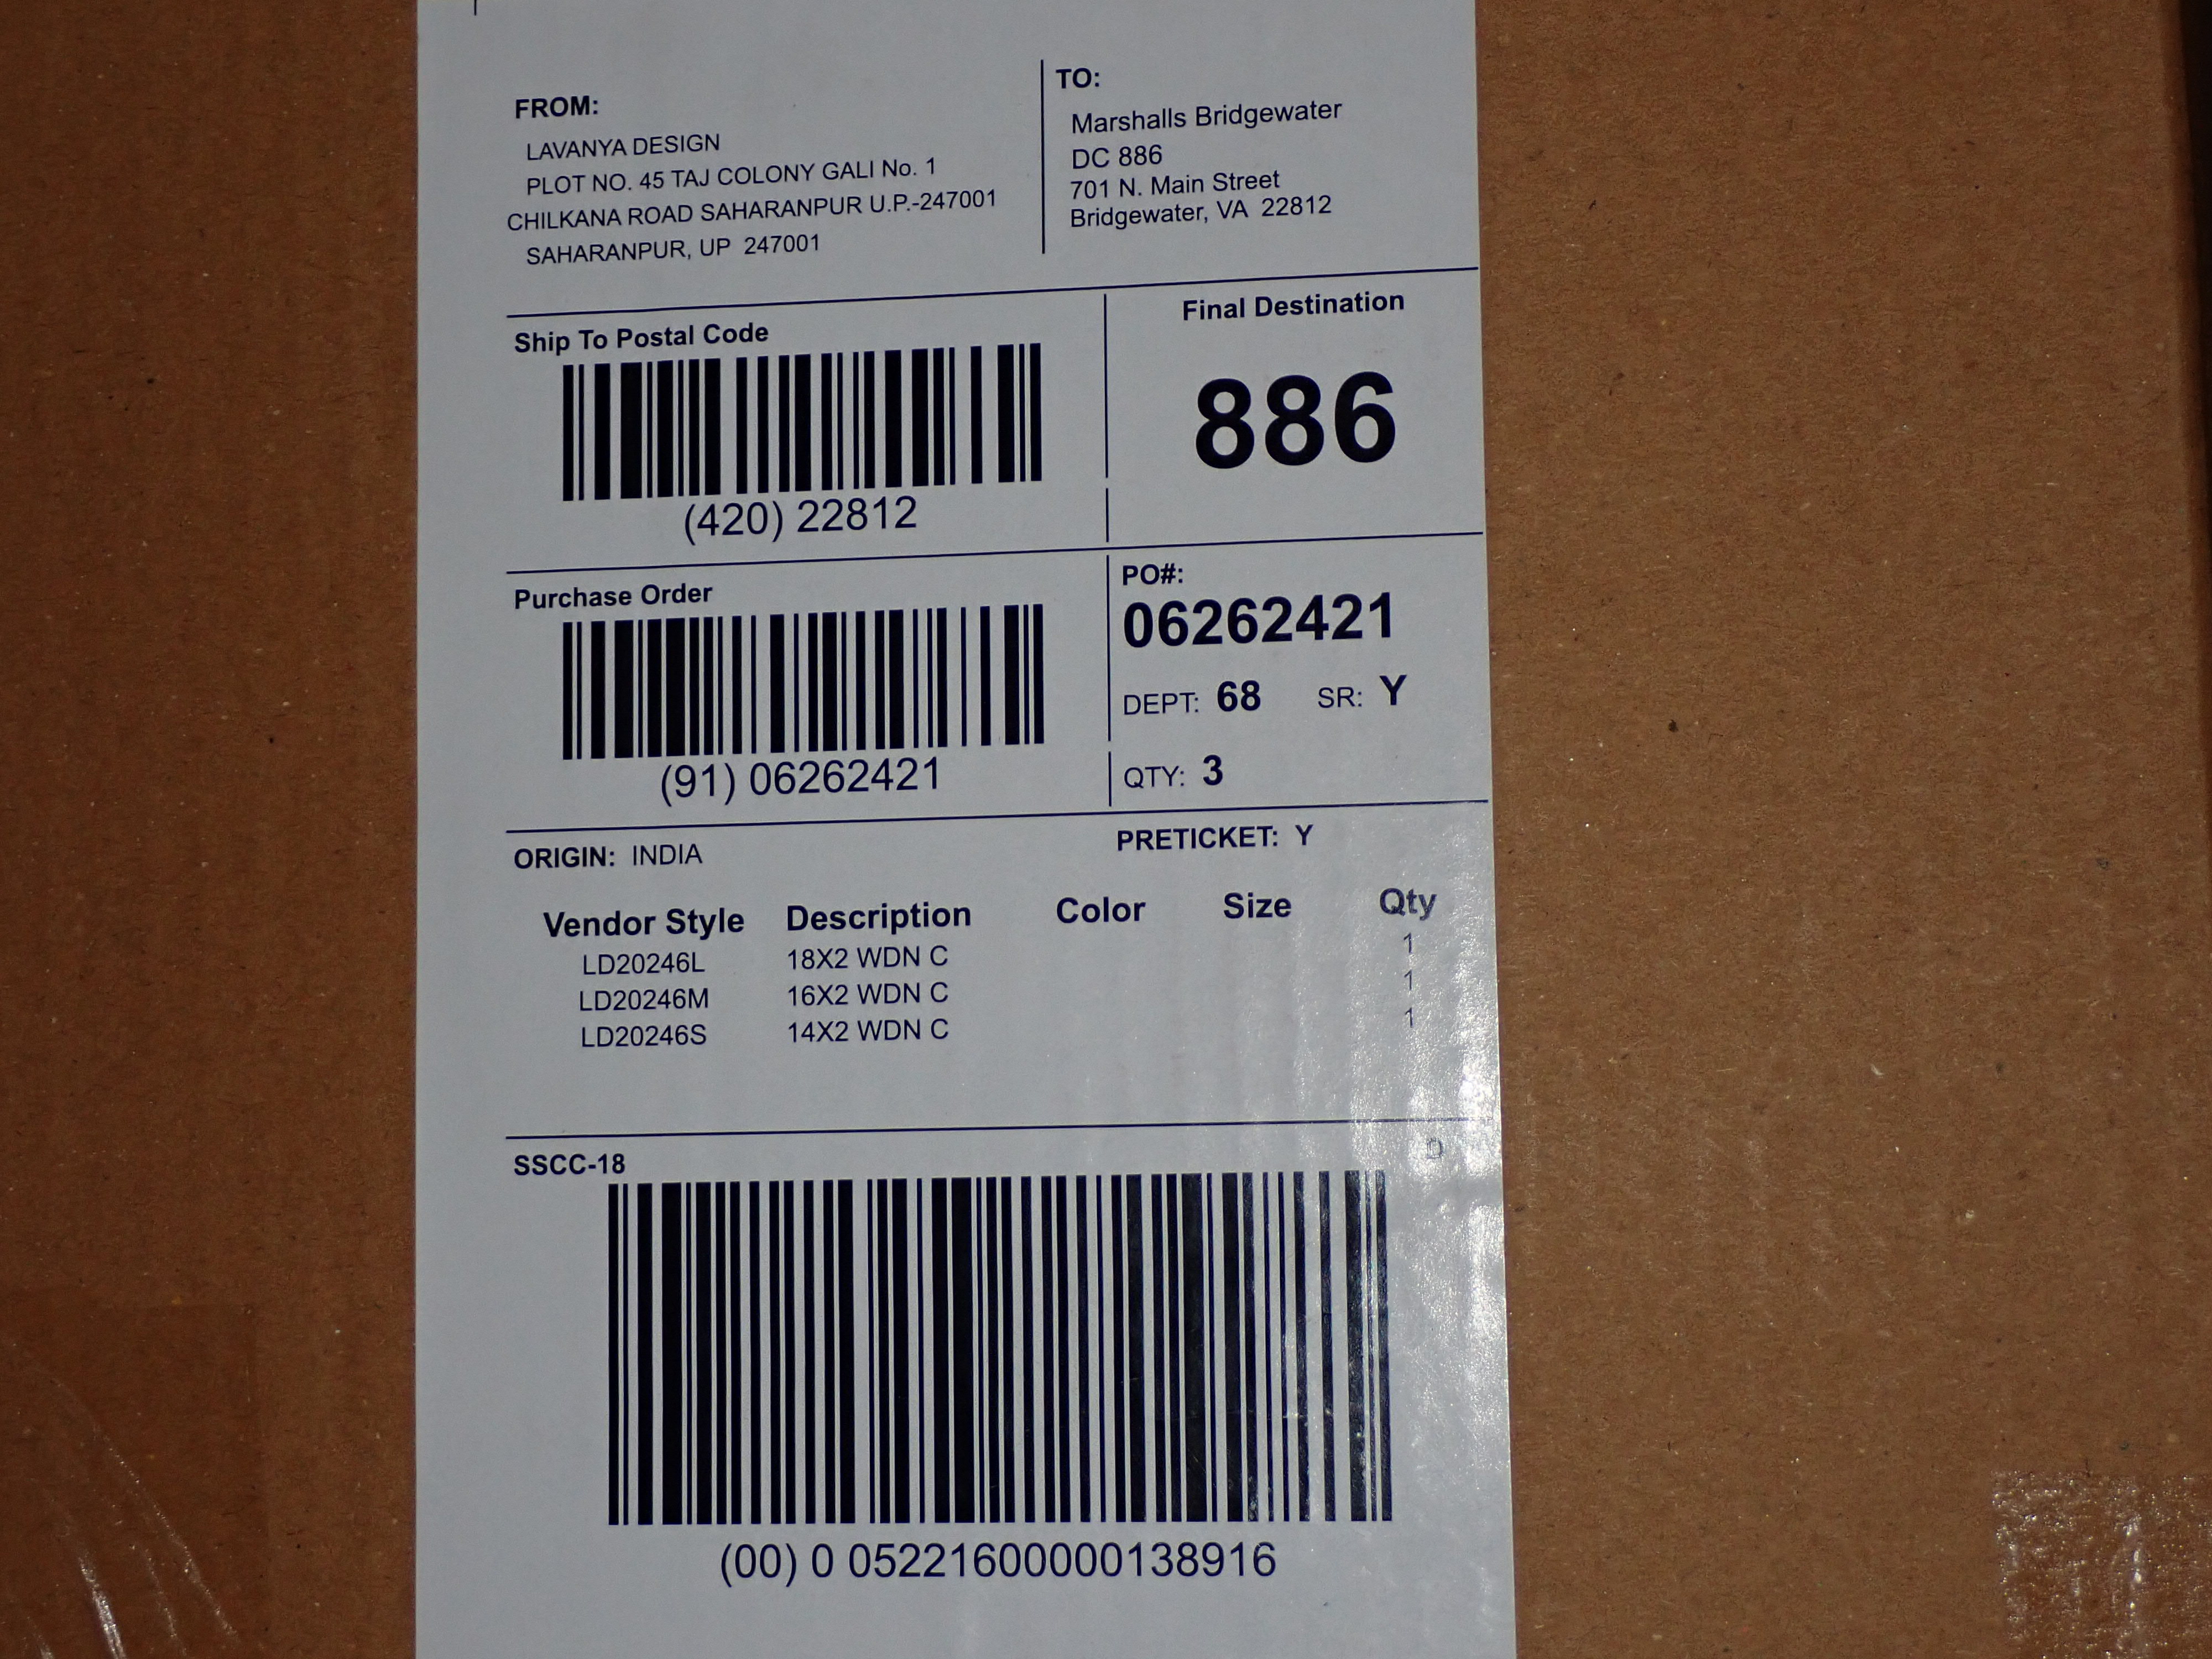 FROM:
LAVANYA DESIGN
PLOT NO. 45 TAJ COLONY GALI No. 1
CHILKANA ROAD SAHARANPUR U.P.-247001
SAHARANPUR, UP 247001
TO:
Marshalls Bridgewater
DC 886
701 N. Main Street
Bridgewater, VA 22812
Ship To Postal Code
(420) 22812
Final Destination
886
Purchase Order
(91) 06262421
PO#:
06262421
DEPT: 68 SR: Y
QTY: 3
ORIGIN: INDIA PRETICKET: Y
Vendor Style Description Color Size Qty
LD20246L 18X2 WDN C 1
LD20246M 16X2 WDN C 1
LD20246S 14X2 WDN C 1
SSCC-18 D
(00) 0 0522160000138916